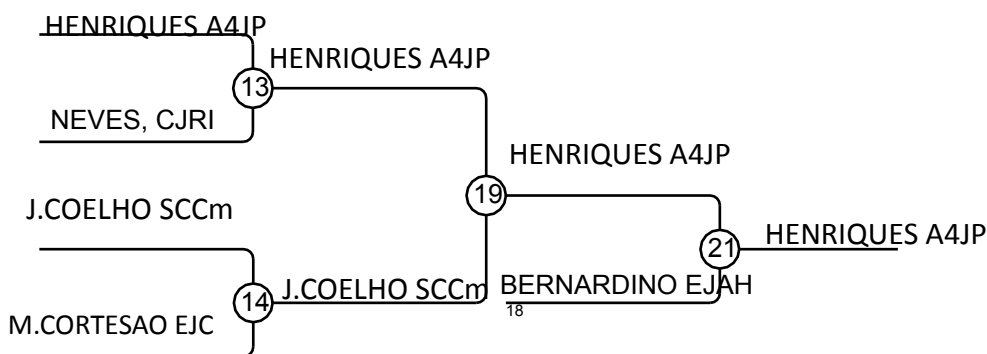 HENRIQUES A4JP
HENRIQUES A4JP
13
NEVES, CJRI
HENRIQUES A4JP
19
J.COELHO SCCm
HENRIQUES A4JP
21
J.COELHO SCCm
BERNARDINO EJAH
14
18
M.CORTESAO EJC